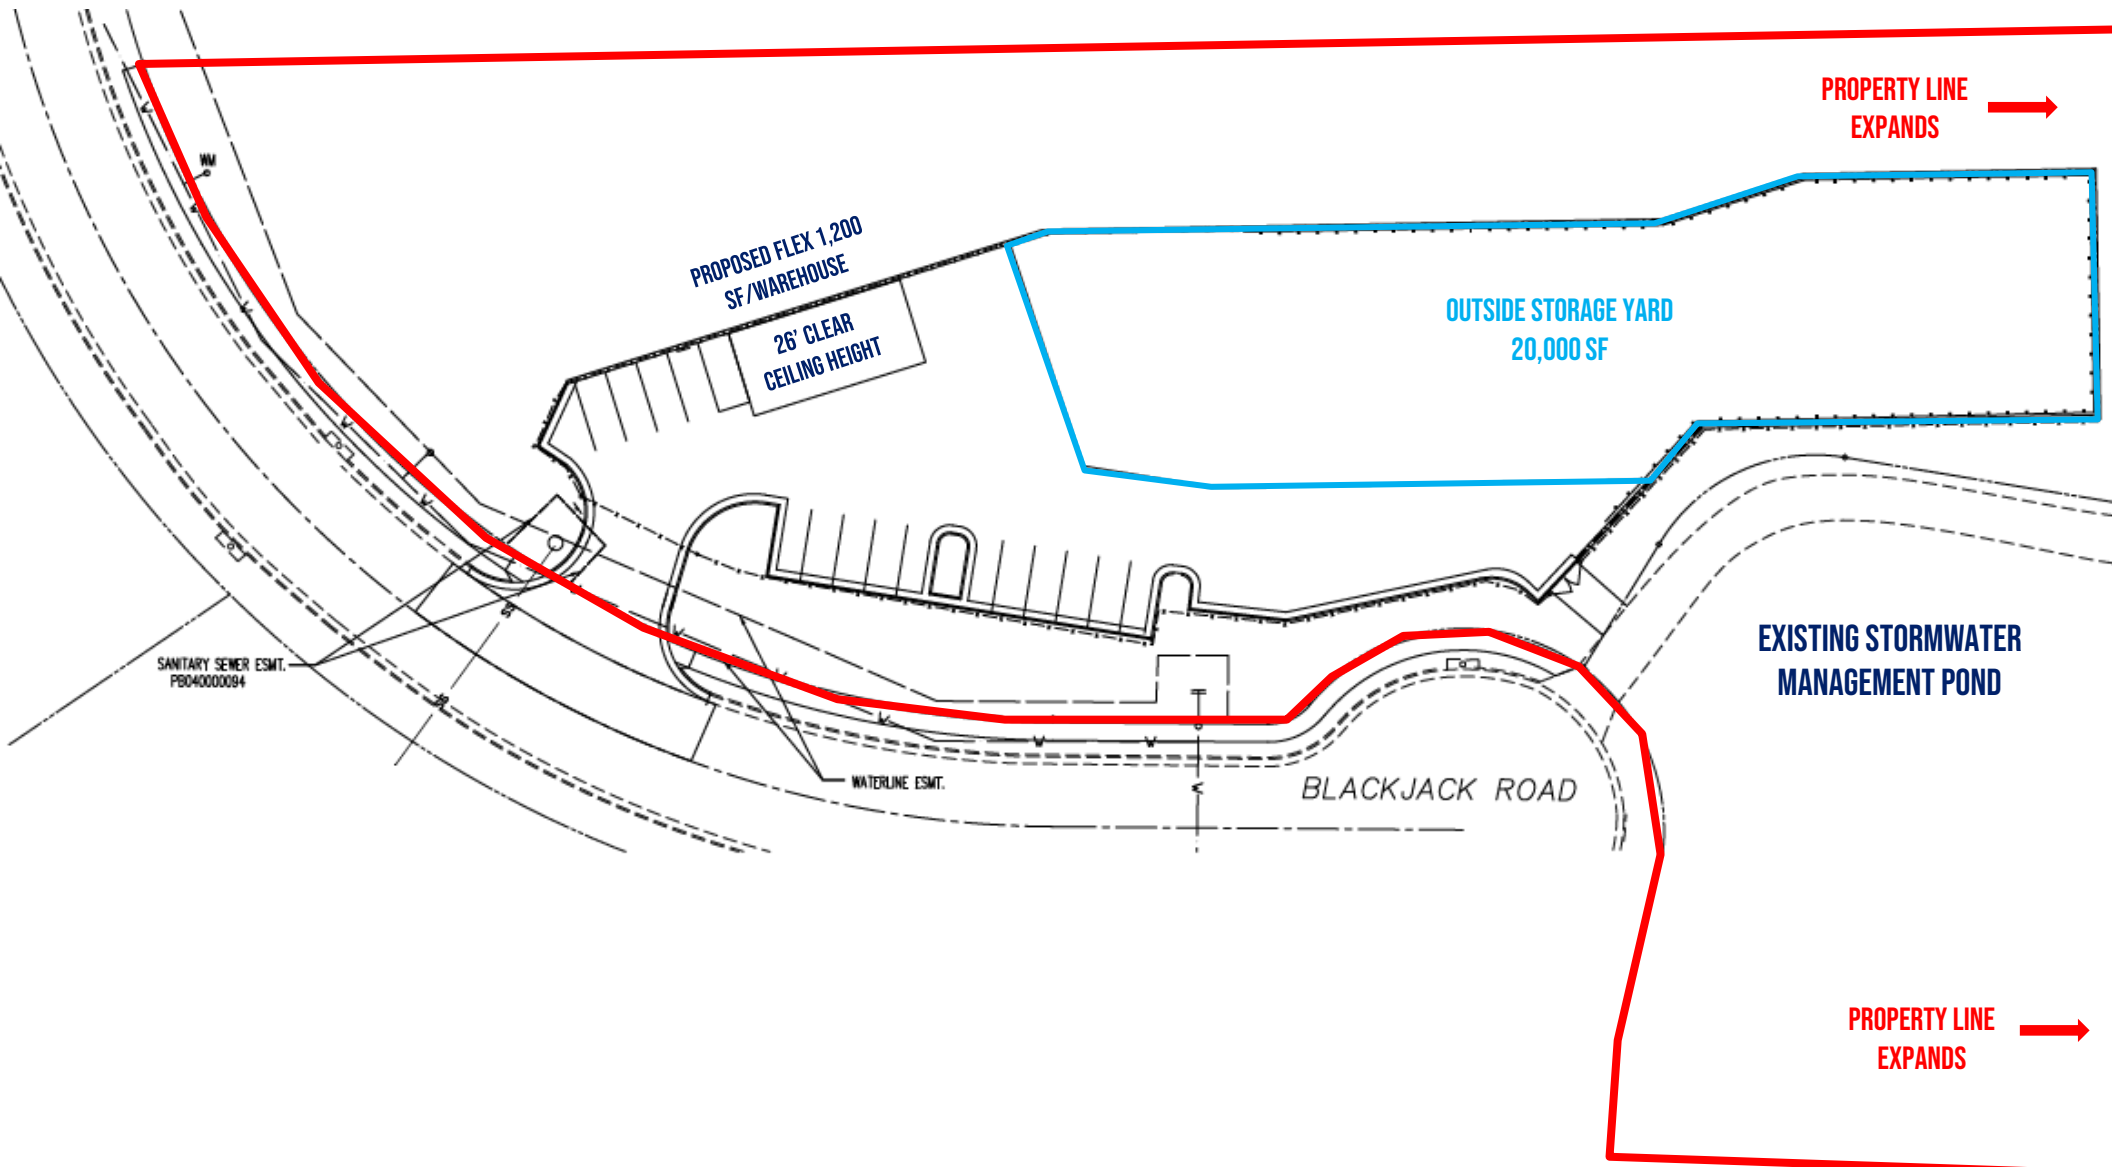 PROPERTY LINE
EXPANDS
WM
PROPOSED FLEX 1,200
SF/WAREHOUSE
26' CLEAR
CEILING HEIGHT
OUTSIDE STORAGE YARD
20,000 SF
SANITARY SEWER ESMT.
PB040000094
EXISTING STORMWATER
MANAGEMENT POND
WATERLINE ESMT.
BLACKJACK ROAD
PROPERTY LINE
EXPANDS